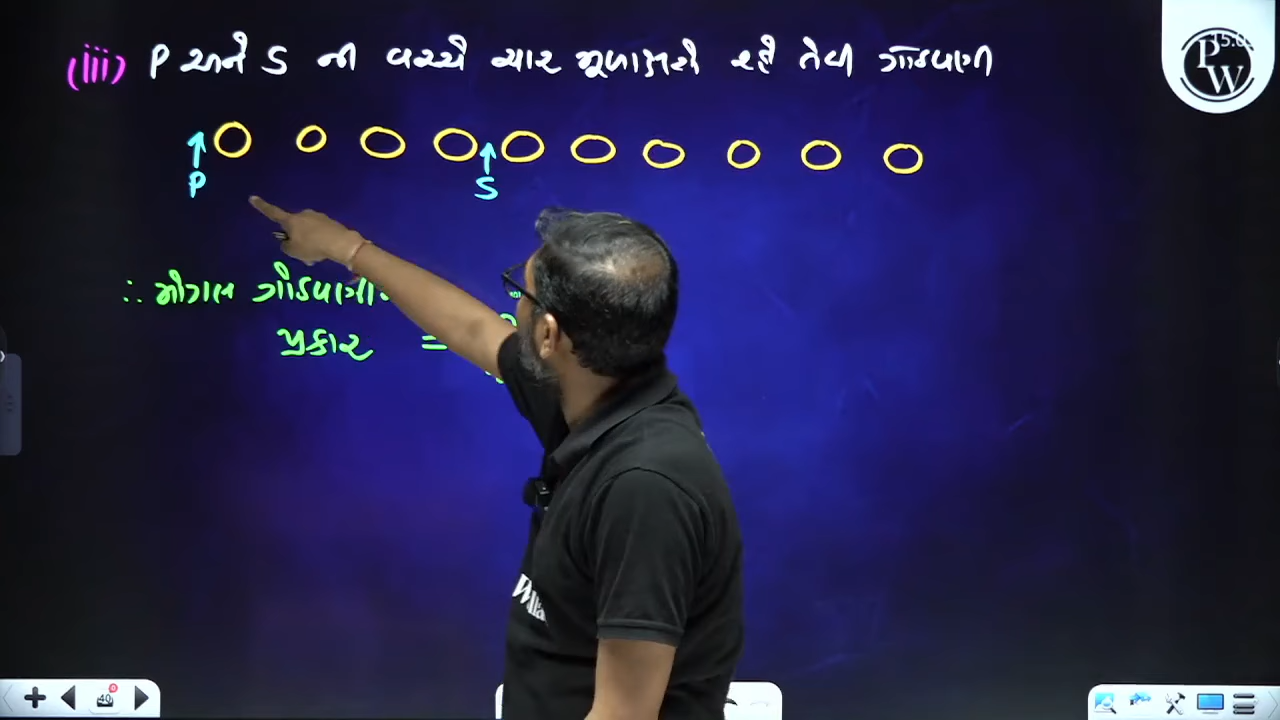 (iii) P અને S ની વચ્ચે ચાર મૂળાક્ષરો રહે તેવી ગોઠવણી
P S
∴ માંગેલ ગોઠવણીના
પ્રકાર =
PW